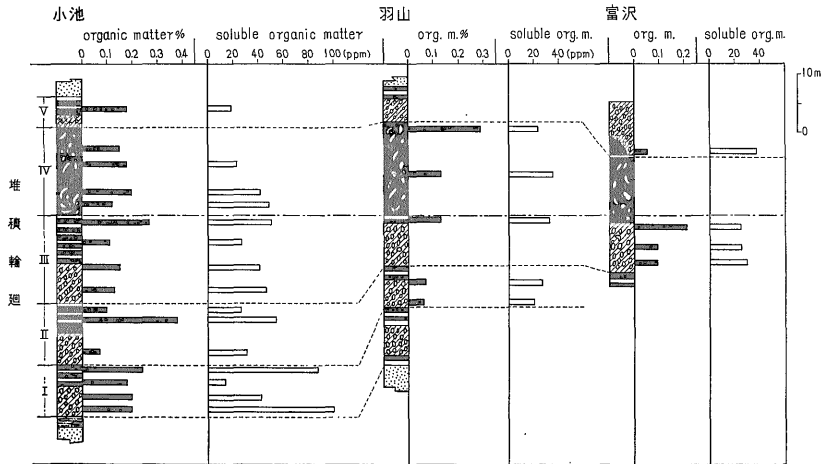 小池 羽山 富沢
organic matter % soluble organic matter org. m.% soluble org. m. org. m. soluble org. m.
0 0.1 0.2 0.3 0.4 0 20 40 60 80 100 (ppm) 0 0.1 0.2 0.3 0 20 40 (ppm) 0 0.1 0.2 0 20 40
10m
0
V
IV
III
II
I
堆積輪廻